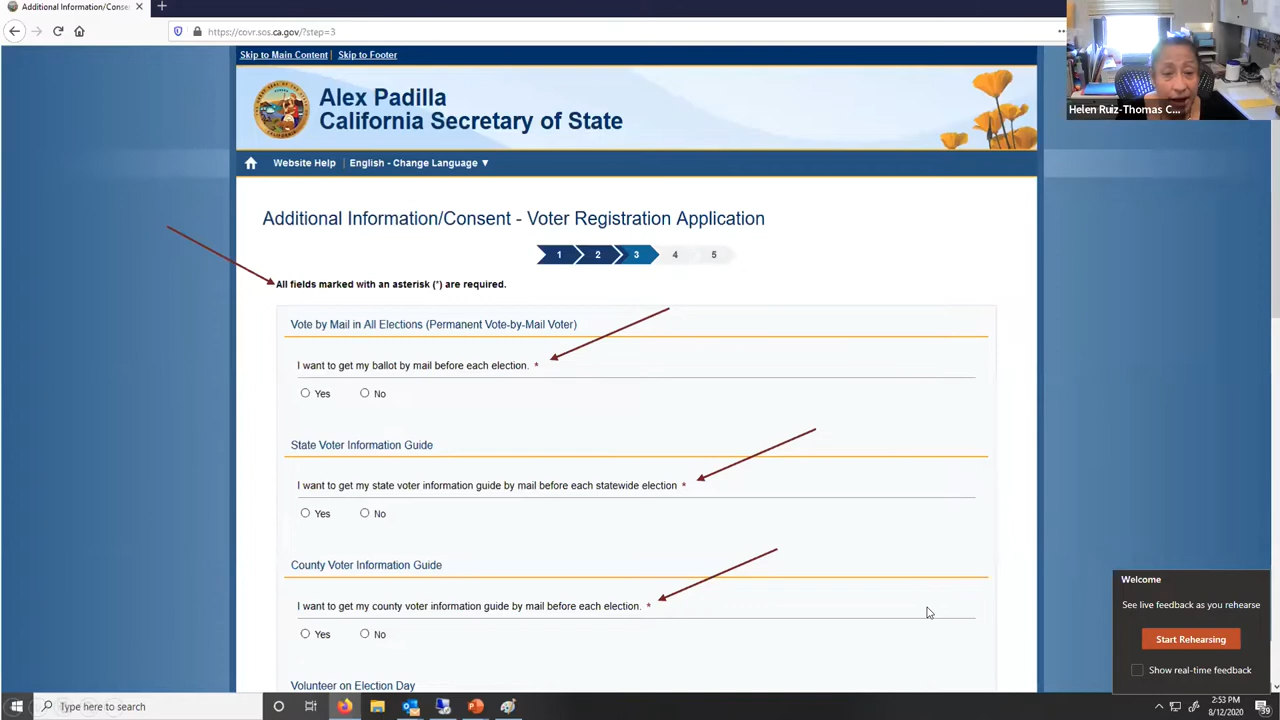 Additional Information/Conse
https://covr.sos.ca.gov/?step=3
Skip to Main Content | Skip to Footer
Helen Ruiz-Thomas C...
Alex Padilla
California Secretary of State
Website Help | English - Change Language ▼
Additional Information/Consent - Voter Registration Application
1 2 3 4 5
All fields marked with an asterisk (*) are required.
Vote by Mail in All Elections (Permanent Vote-by-Mail Voter)
I want to get my ballot by mail before each election. *
Yes No
State Voter Information Guide
I want to get my state voter information guide by mail before each statewide election *
Yes No
County Voter Information Guide
I want to get my county voter information guide by mail before each election. *
Yes No
Volunteer on Election Day
Welcome
See live feedback as you rehearse
Start Rehearsing
Show real-time feedback
Type here to search
2:53 PM
8/12/2020
39